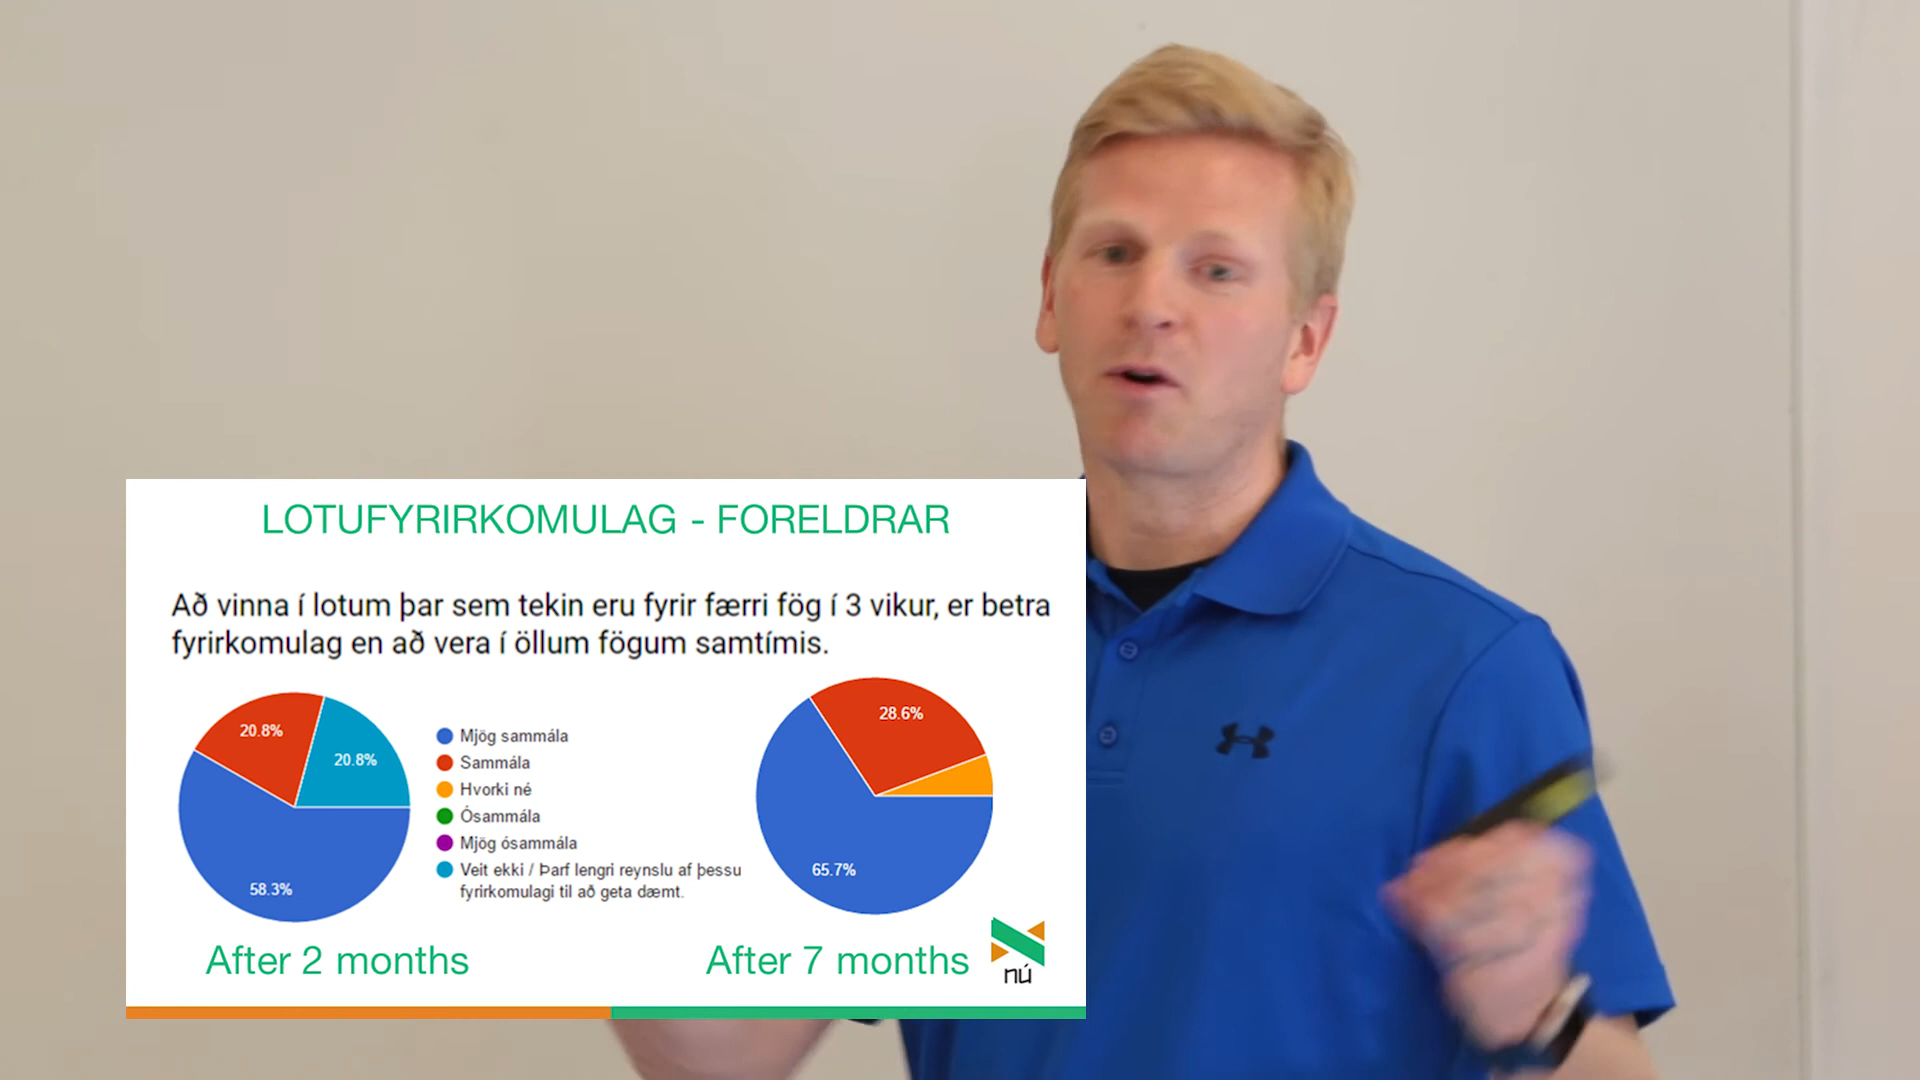 LOTUFYRIRKOMULAG - FORELDRAR
Að vinna í lotum þar sem tekin eru fyrir færri fög í 3 vikur, er betra
fyrirkomulag en að vera í öllum fögum samtímis.
20.8%
20.8%
58.3%
Mjög sammála
Sammála
Hvorki né
Ósammála
Mjög ósammála
Veit ekki / Þarf lengri reynslu af þessu
fyrirkomulagi til að geta dæmt.
28.6%
65.7%
After 2 months
After 7 months
nú